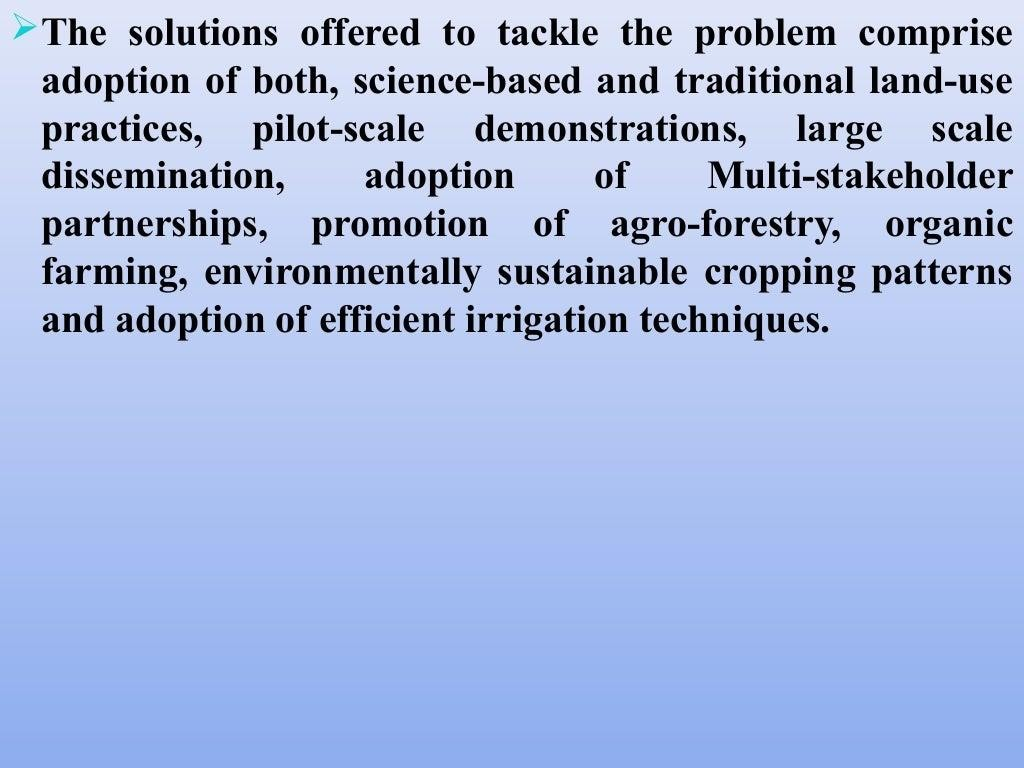 The solutions offered to tackle the problem comprise
adoption of both, science-based and traditional land-use
practices, pilot-scale demonstrations, large scale
dissemination, adoption of Multi-stakeholder
partnerships, promotion of agro-forestry, organic
farming, environmentally sustainable cropping patterns
and adoption of efficient irrigation techniques.